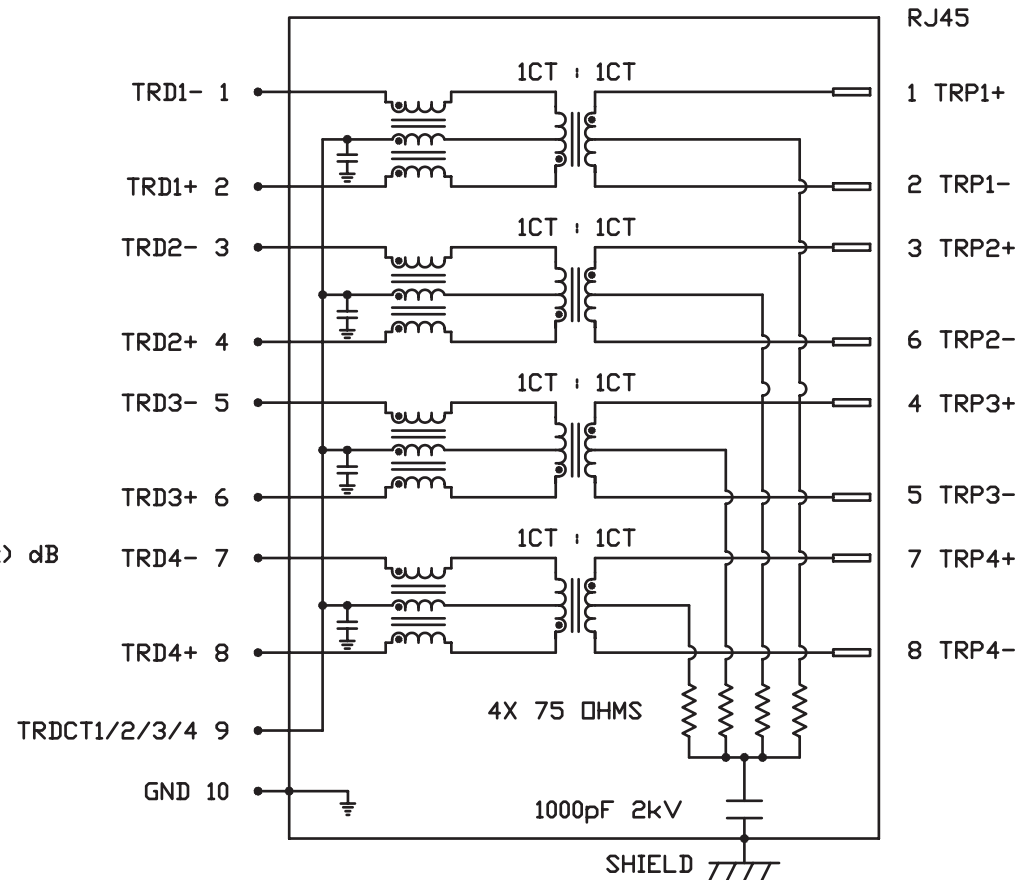 RJ45
1CT : 1CT
TRD1- 1
1 TRP1+
TRD1+ 2
2 TRP1-
1CT : 1CT
TRD2- 3
3 TRP2+
TRD2+ 4
6 TRP2-
1CT : 1CT
TRD3- 5
4 TRP3+
TRD3+ 6
5 TRP3-
1CT : 1CT
) dB
TRD4- 7
7 TRP4+
TRD4+ 8
8 TRP4-
4X 75 OHMS
TRDCT1/2/3/4 9
GND 10
1000pF 2kV
SHIELD